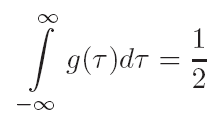 ∫_{-∞}^{∞} g(τ)dτ = 1/2